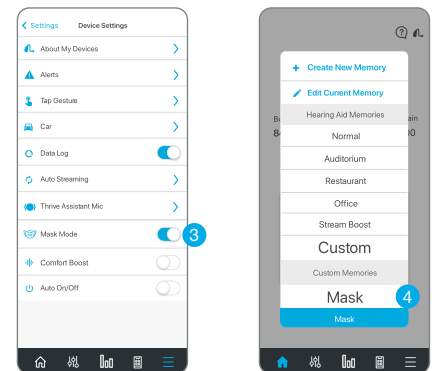 Settings Device Settings
About My Devices
Alerts
Tap Gesture
Car
Data Log
Auto Streaming
Thrive Assistant Mic
Mask Mode
3
Comfort Boost
Auto On/Off
+ Create New Memory
Edit Current Memory
Hearing Aid Memories
Normal
Auditorium
Restaurant
Office
Stream Boost
Custom
Custom Memories
Mask
4
Mask